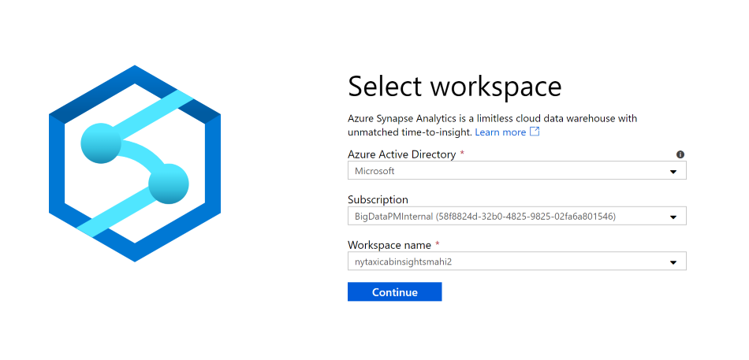 Select workspace
Azure Synapse Analytics is a limitless cloud data warehouse with
unmatched time-to-insight. Learn more
Azure Active Directory *
Microsoft
Subscription
BigDataPMInternal (58f8824d-32b0-4825-9825-02fa6a801546)
Workspace name *
nytaxicabinsightsmahi2
Continue